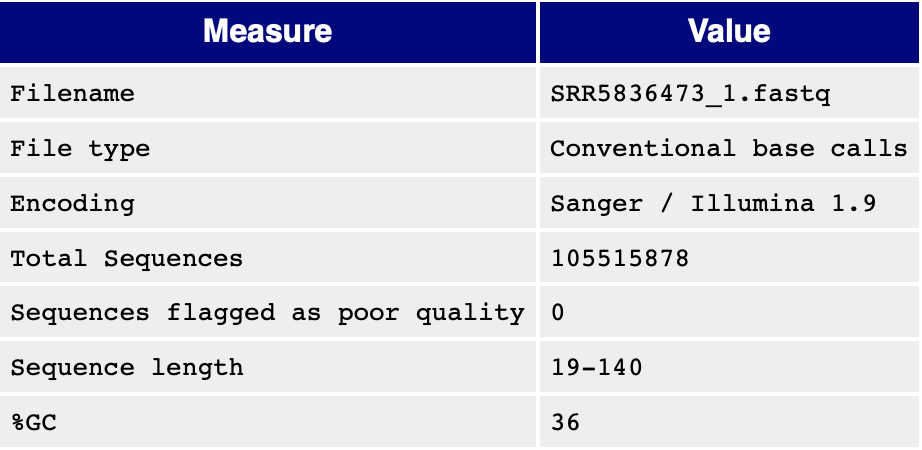 Measure Value
Filename SRR5836473_1.fastq
File type Conventional base calls
Encoding Sanger / Illumina 1.9
Total Sequences 105515878
Sequences flagged as poor quality 0
Sequence length 19-140
%GC 36